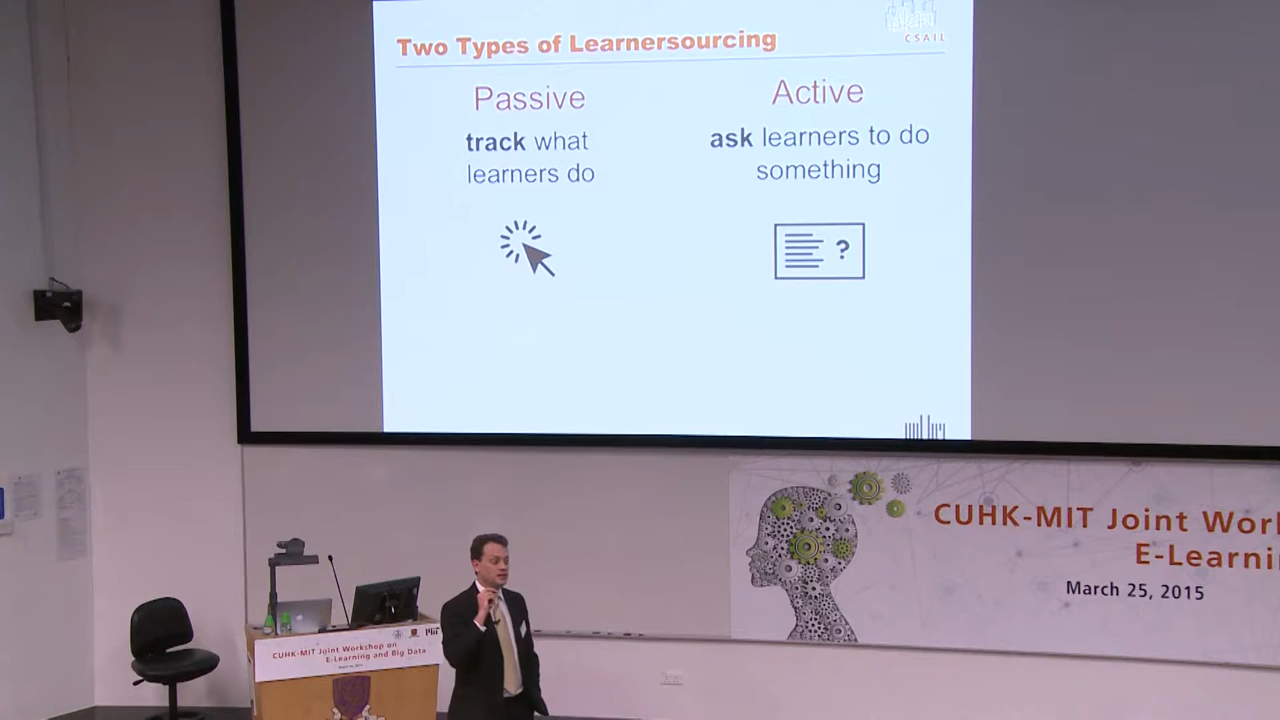 Two Types of Learnersourcing
CSAIL
Passive
track what
learners do
Active
ask learners to do
something
?
CUHK-MIT Joint Work
E-Learnin
March 25, 2015
CUHK-MIT Joint Workshop on
E-Learning and Big Data